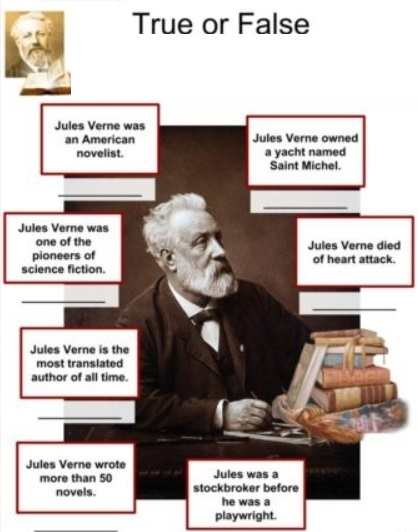 True or False
Jules Verne was
an American
novelist.
Jules Verne owned
a yacht named
Saint Michel.
Jules Verne was
one of the
pioneers of
science fiction.
Jules Verne died
of heart attack.
Jules Verne is the
most translated
author of all time.
Jules Verne wrote
more than 50
novels.
Jules was a
stockbroker before
he was a
playwright.